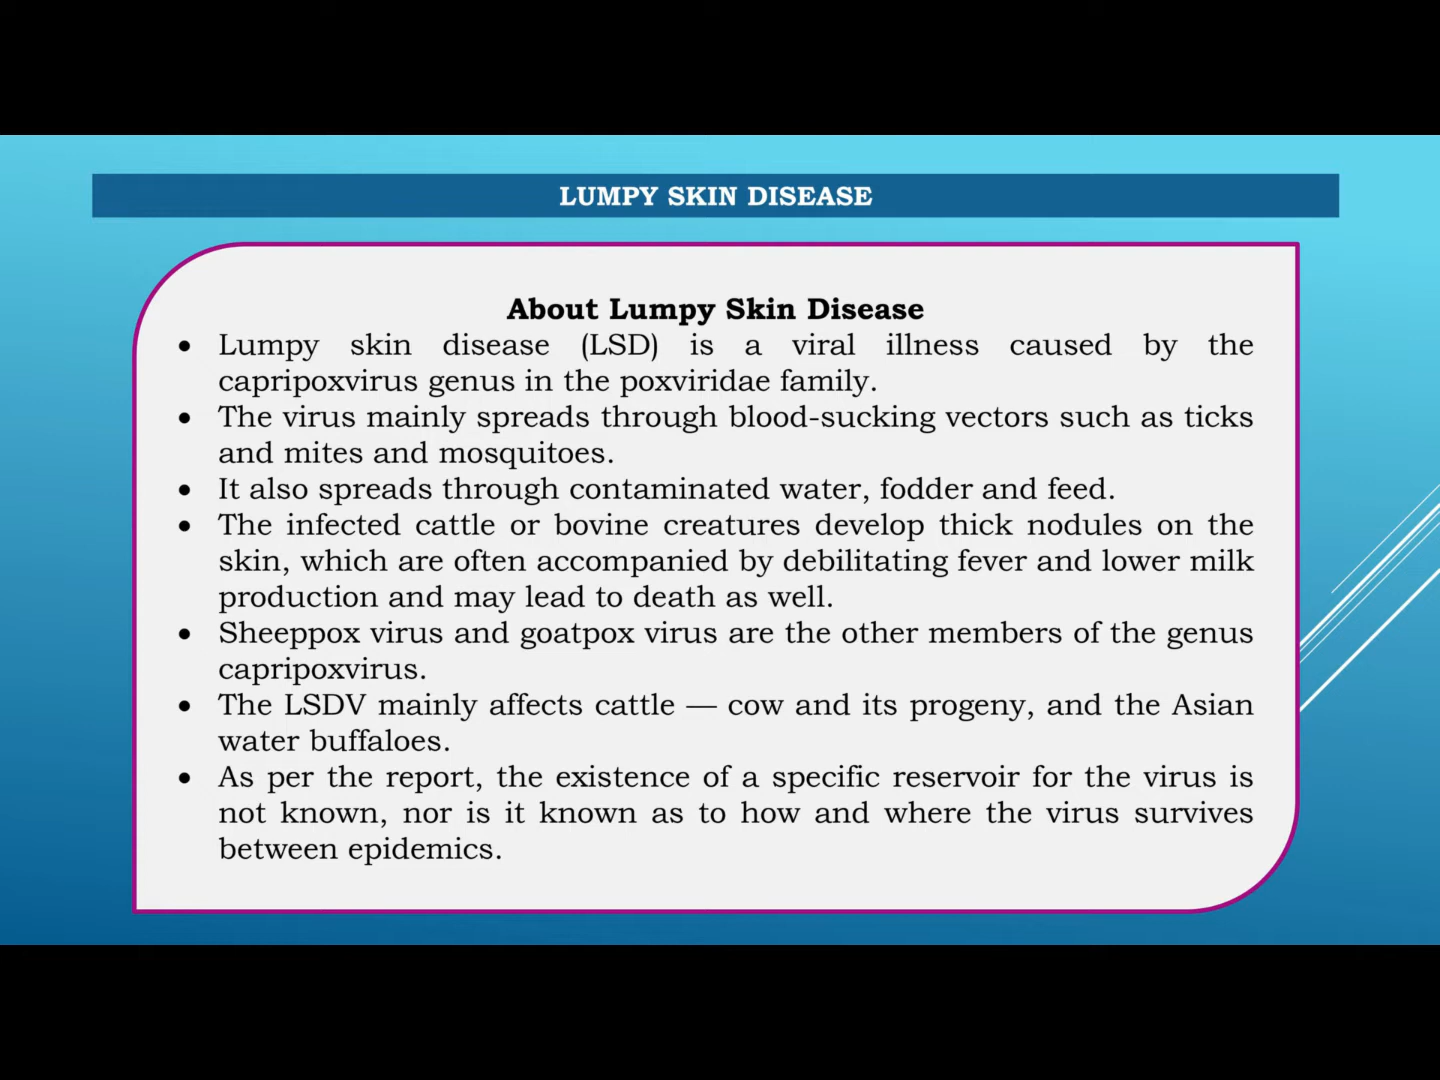 LUMPY SKIN DISEASE
About Lumpy Skin Disease
• Lumpy skin disease (LSD) is a viral illness caused by the
capripoxvirus genus in the poxviridae family.
• The virus mainly spreads through blood-sucking vectors such as ticks
and mites and mosquitoes.
• It also spreads through contaminated water, fodder and feed.
• The infected cattle or bovine creatures develop thick nodules on the
skin, which are often accompanied by debilitating fever and lower milk
production and may lead to death as well.
• Sheeppox virus and goatpox virus are the other members of the genus
capripoxvirus.
• The LSDV mainly affects cattle — cow and its progeny, and the Asian
water buffaloes.
• As per the report, the existence of a specific reservoir for the virus is
not known, nor is it known as to how and where the virus survives
between epidemics.